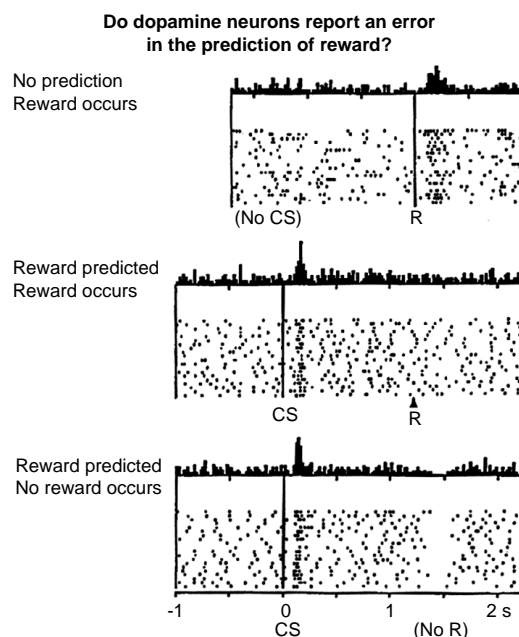 Do dopamine neurons report an error
in the prediction of reward?
No prediction
Reward occurs
(No CS) R
Reward predicted
Reward occurs
CS R
Reward predicted
No reward occurs
-1 0 1 2 s
CS (No R)